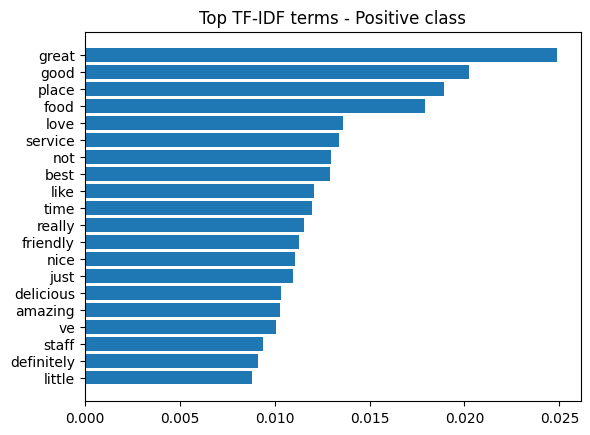 Top TF-IDF terms - Positive class
great
good
place
food
love
service
not
best
like
time
really
friendly
nice
just
delicious
amazing
ve
staff
definitely
little
0.000 0.005 0.010 0.015 0.020 0.025